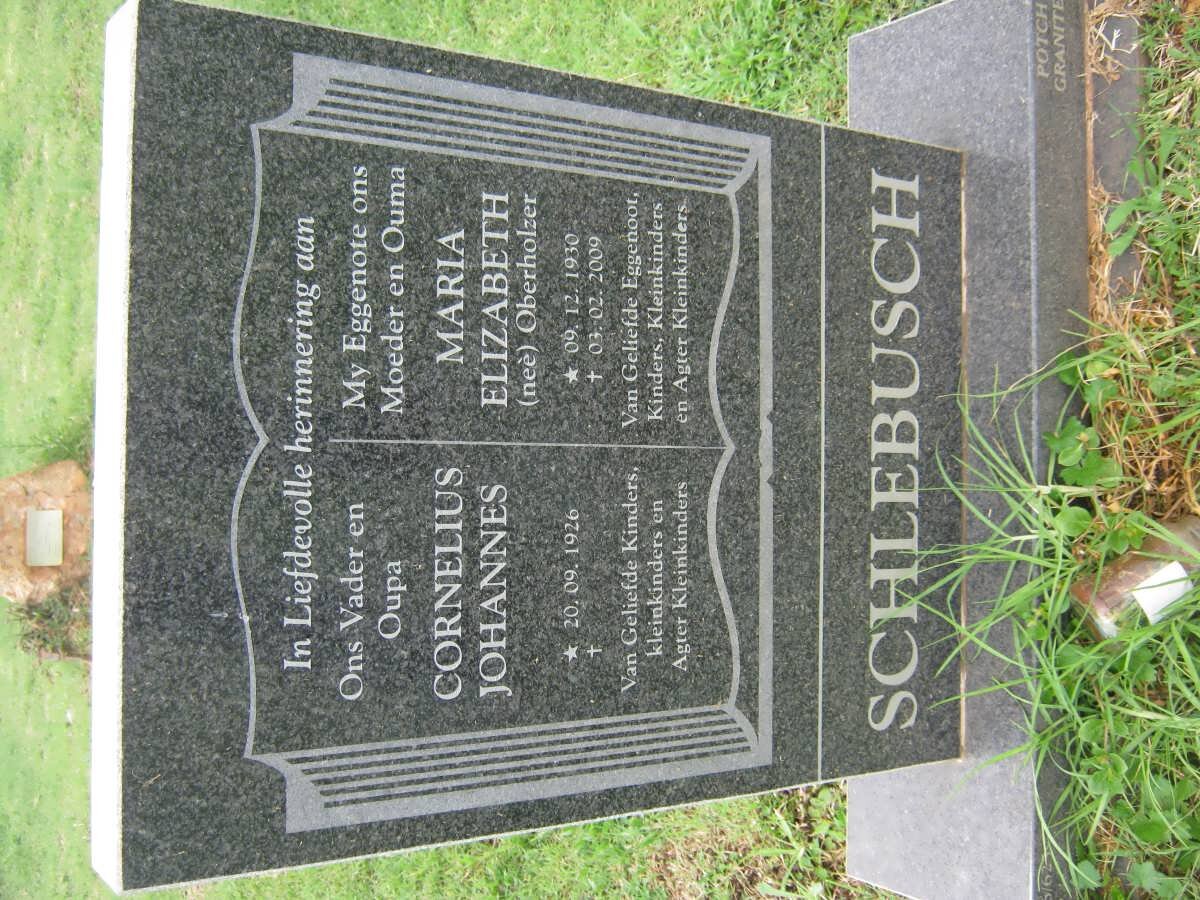 In Liefdevolle herinnering aan
Ons Vader en
Oupa
CORNELIUS
JOHANNES
★ 20. 09. 1926
†
Van Geliefde Kinders,
kleinkinders en
Agter Kleinkinders
My Eggenote ons
Moeder en Ouma
MARIA
ELIZABETH
(neè) Oberholzer
★ 09. 12. 1930
† 03. 02. 2009
Van Geliefde Eggenoot,
Kinders, Kleinkinders
en Agter Kleinkinders.
SCHLEBUSCH
POTCH
GRANITE